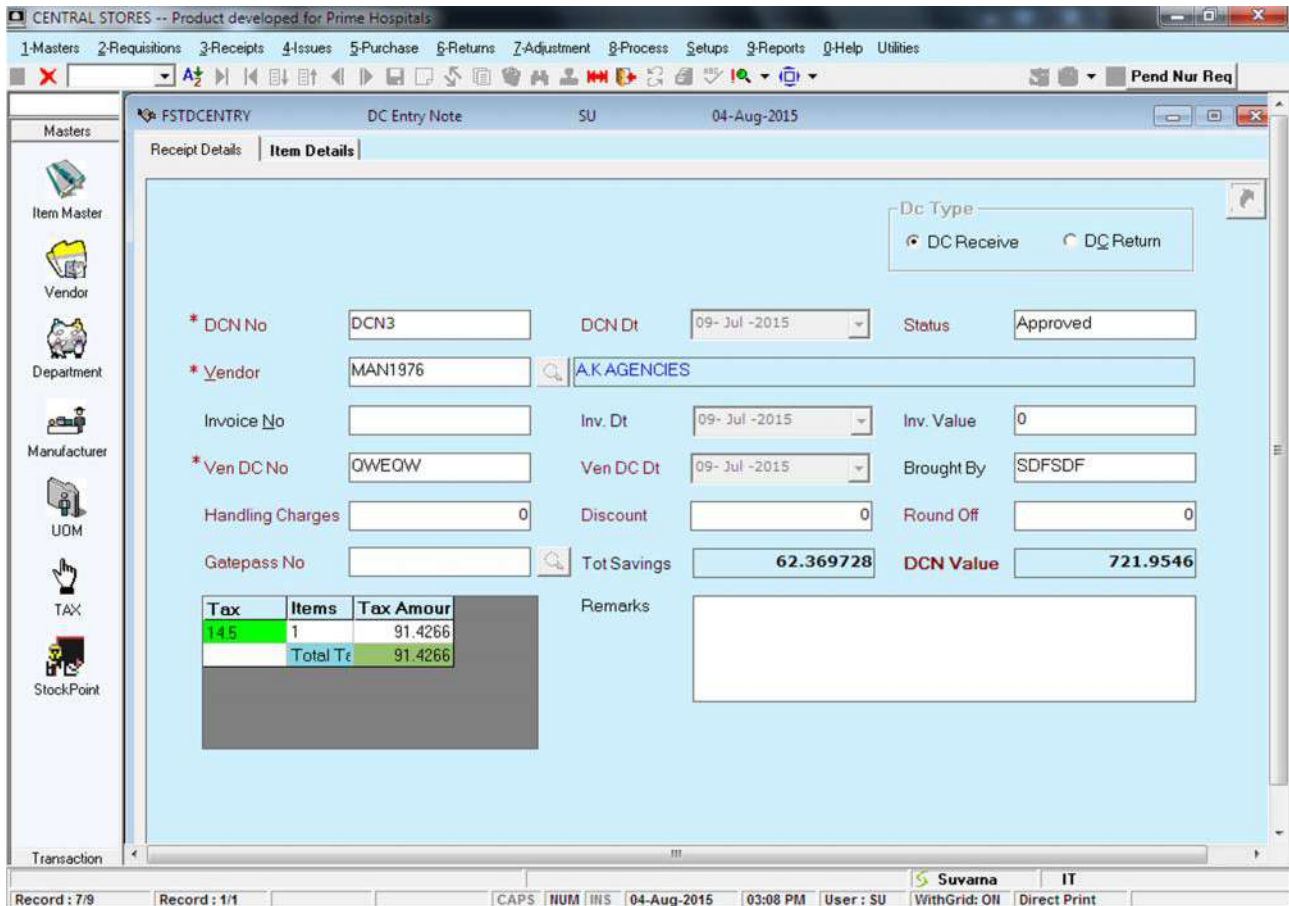 CENTRAL STORES -- Product developed for Prime Hospitals
1-Masters 2-Requisitions 3-Receipts 4-Issues 5-Purchase 6-Returns 7-Adjustment 8-Process Setups 9-Reports 0-Help Utilities
Pend Nur Req
FSTDCENTRY DC Entry Note SU 04-Aug-2015
Masters
Receipt Details Item Details
Item Master
Vendor
Department
Manufacturer
UOM
TAX
StockPoint
Transaction
Dc Type
DC Receive DC Return
* DCN No DCN3 DCN Dt 09- Jul -2015 Status Approved
* Vendor MAN1976 A.K AGENCIES
Invoice No Inv. Dt 09- Jul -2015 Inv. Value 0
* Ven DC No QWEQW Ven DC Dt 09- Jul -2015 Brought By SDFSDF
Handling Charges 0 Discount 0 Round Off 0
Gatepass No Tot Savings 62.369728 DCN Value 721.9546
Tax Items Tax Amour Remarks
14.5 1 91.4266
Total Ta 91.4266
Suvarna IT
Record : 7/9 Record : 1/1 CAPS NUM INS 04-Aug-2015 03:08 PM User : SU WithGrid: ON Direct Print